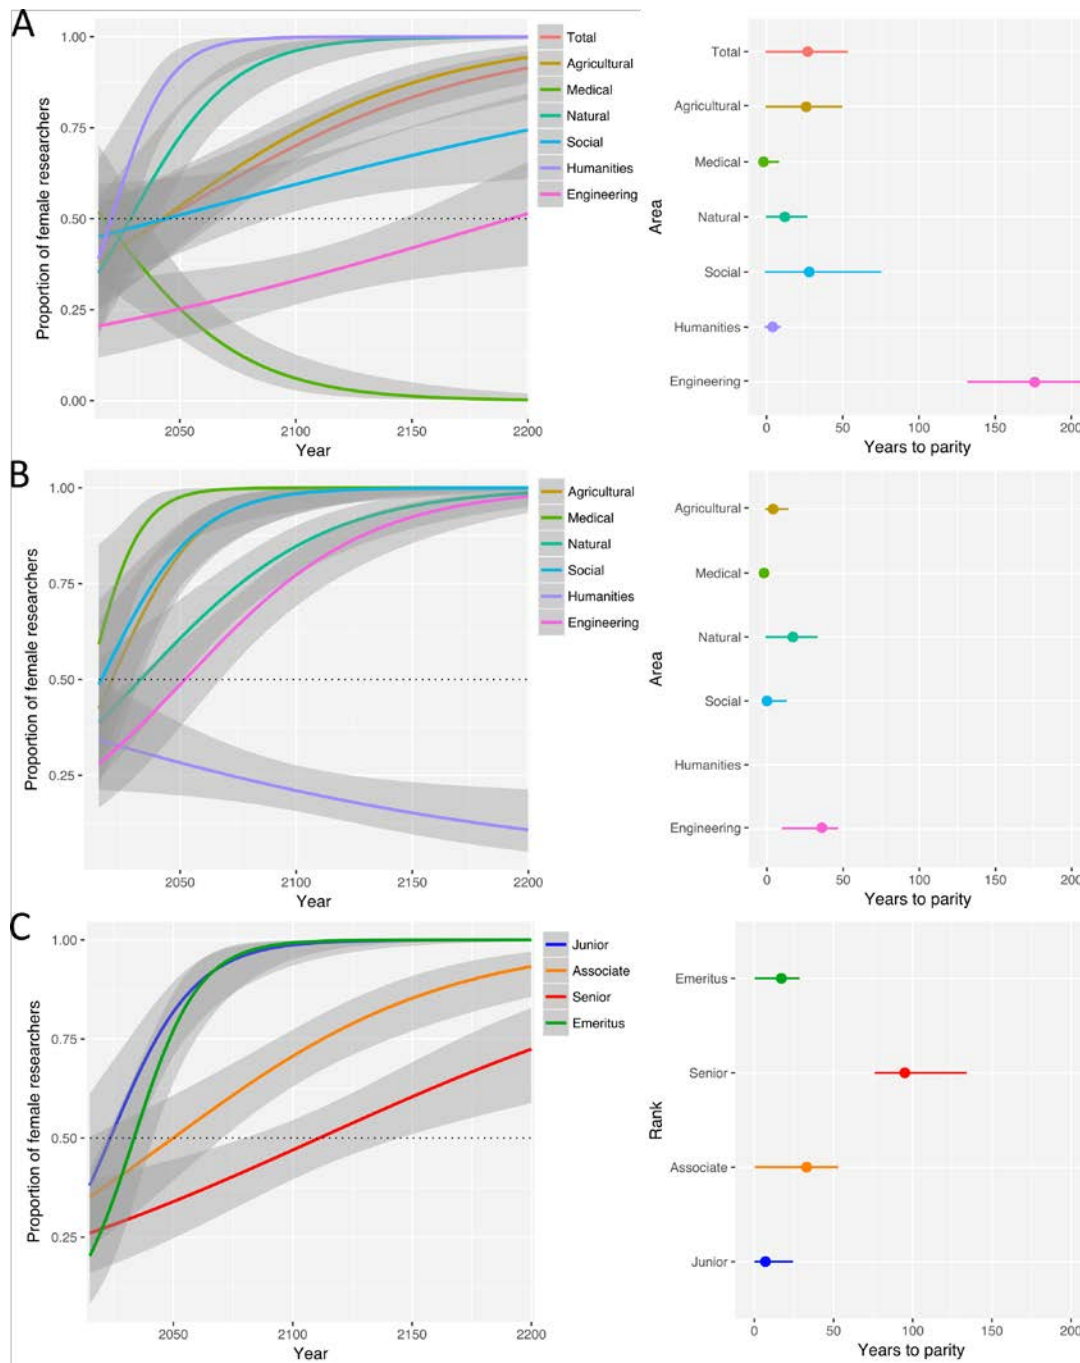 A
Proportion of female researchers
1.00
0.75
0.50
0.25
0.00
2050
2100
2150
2200
Year
Total
Agricultural
Medical
Natural
Social
Humanities
Engineering
Area
Total
Agricultural
Medical
Natural
Social
Humanities
Engineering
0
50
100
150
200
Years to parity
B
Proportion of female researchers
1.00
0.75
0.50
0.25
2050
2100
2150
2200
Year
Agricultural
Medical
Natural
Social
Humanities
Engineering
Area
Agricultural
Medical
Natural
Social
Humanities
Engineering
0
50
100
150
200
Years to parity
C
Proportion of female researchers
1.00
0.75
0.50
0.25
2050
2100
2150
2200
Year
Junior
Associate
Senior
Emeritus
Rank
Emeritus
Senior
Associate
Junior
0
50
100
150
200
Years to parity